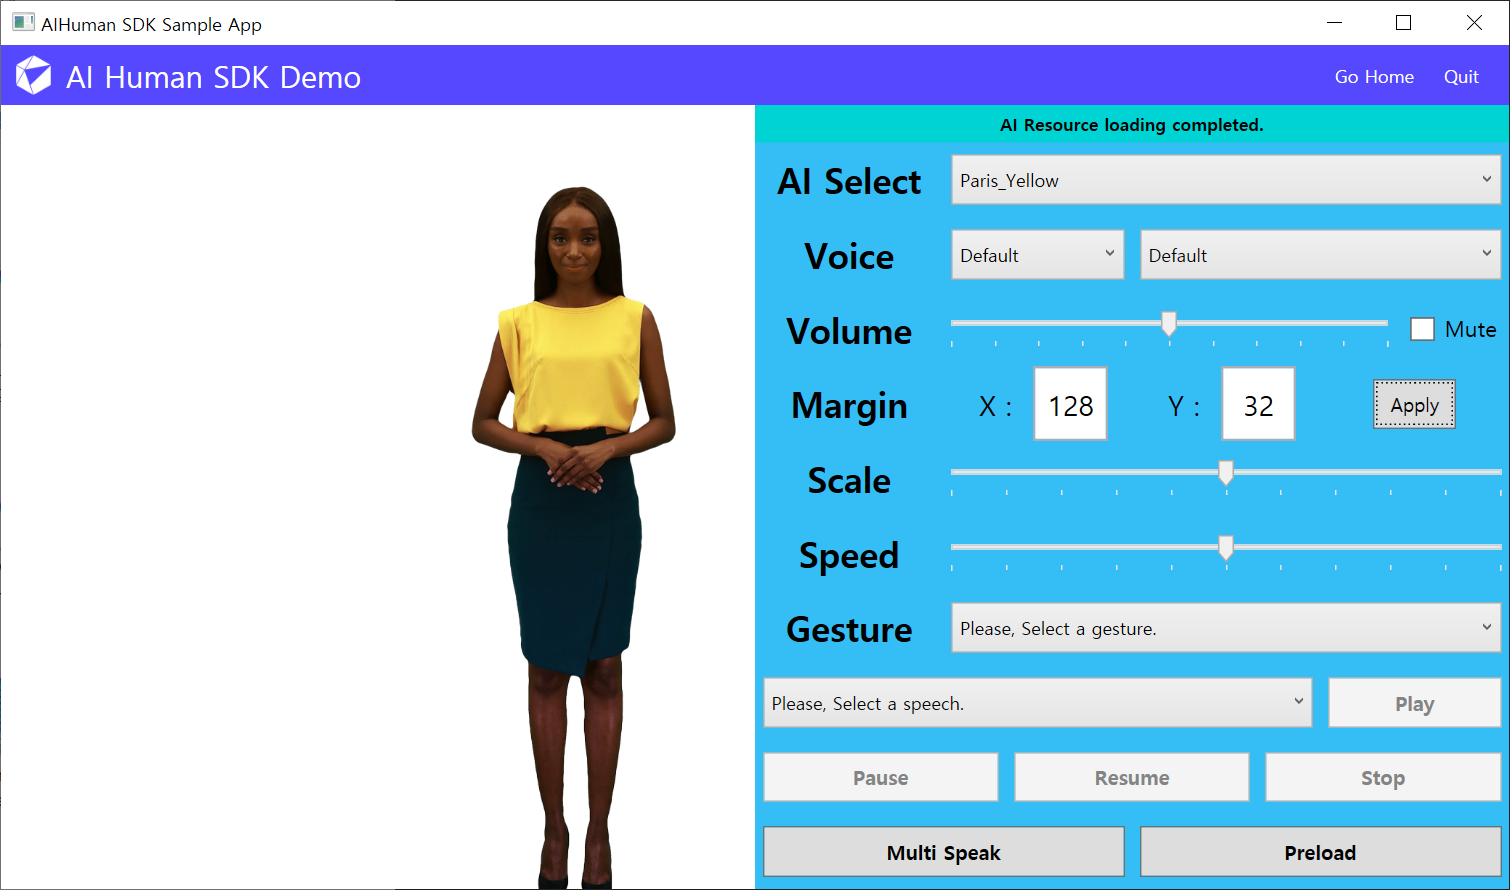 AIHuman SDK Sample App
AI Human SDK Demo
Go Home
Quit
AI Resource loading completed.
AI Select
Paris_Yellow
Voice
Default
Default
Volume
Mute
Margin
X :
128
Y :
32
Apply
Scale
Speed
Gesture
Please, Select a gesture.
Please, Select a speech.
Play
Pause
Resume
Stop
Multi Speak
Preload